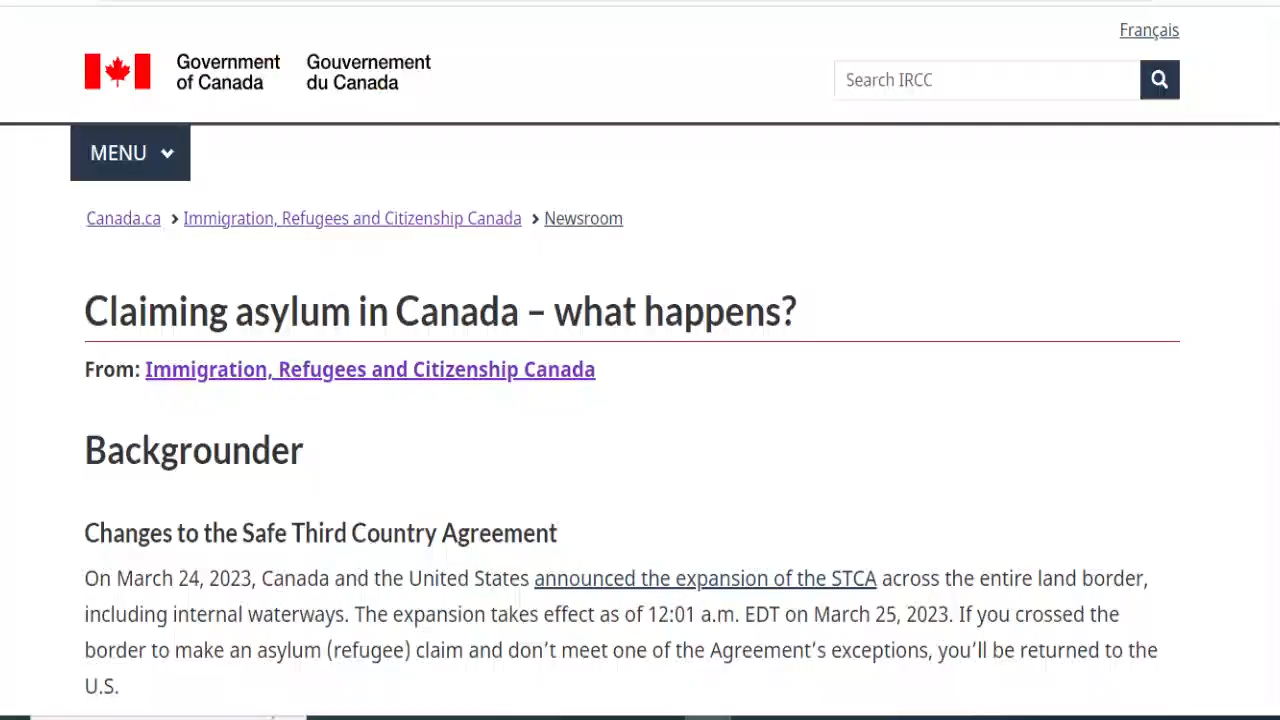 Français
Government of Canada
Gouvernement du Canada
Search IRCC
MENU
Canada.ca > Immigration, Refugees and Citizenship Canada > Newsroom
Claiming asylum in Canada – what happens?
From: Immigration, Refugees and Citizenship Canada
Backgrounder
Changes to the Safe Third Country Agreement
On March 24, 2023, Canada and the United States announced the expansion of the STCA across the entire land border,
including internal waterways. The expansion takes effect as of 12:01 a.m. EDT on March 25, 2023. If you crossed the
border to make an asylum (refugee) claim and don’t meet one of the Agreement’s exceptions, you’ll be returned to the
U.S.